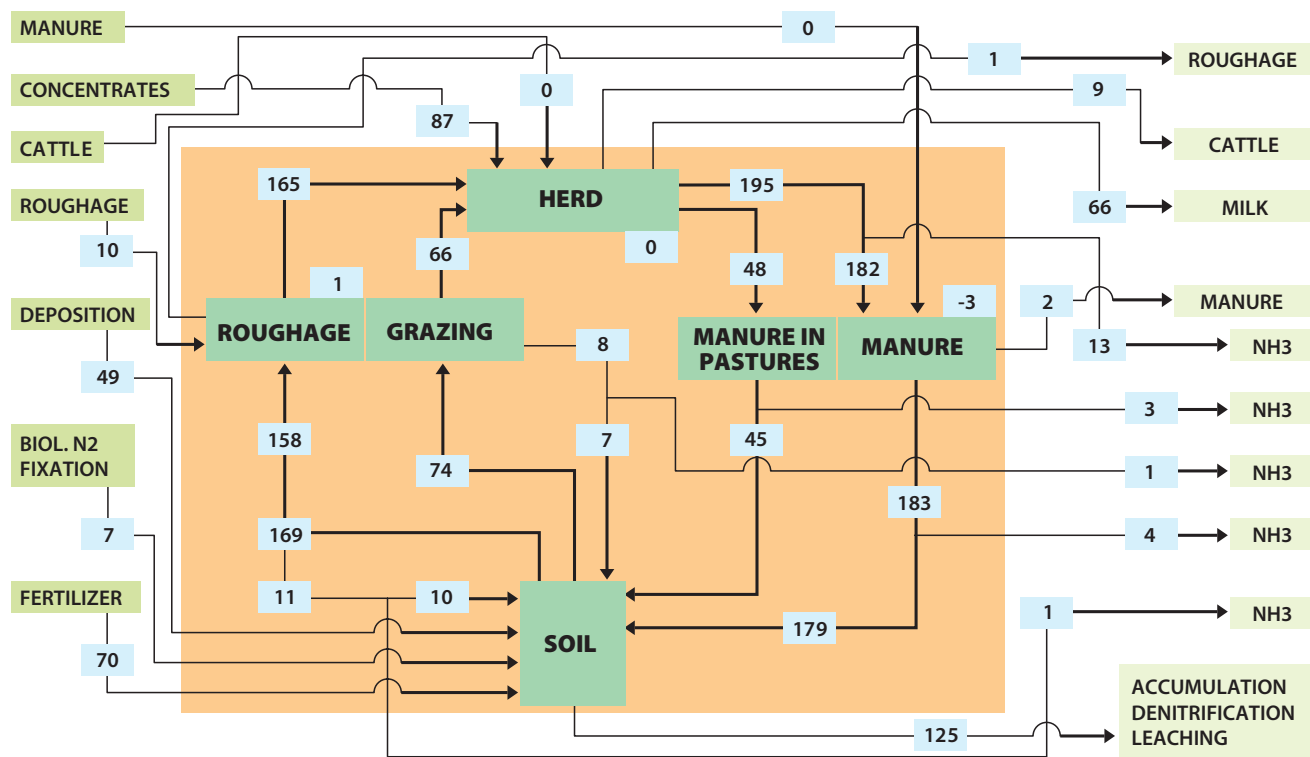 MANURE
0
1
ROUGHAGE
CONCENTRATES
0
9
87
CATTLE
CATTLE
165
HERD
195
ROUGHAGE
66
MILK
10
66
0
48
182
1
-3
2
MANURE
DEPOSITION
ROUGHAGE
GRAZING
8
MANURE IN
PASTURES
MANURE
13
NH3
49
3
NH3
BIOL. N2
FIXATION
158
7
45
74
1
NH3
183
7
169
4
NH3
FERTILIZER
11
10
1
NH3
SOIL
179
70
ACCUMULATION
DENITRIFICATION
LEACHING
125